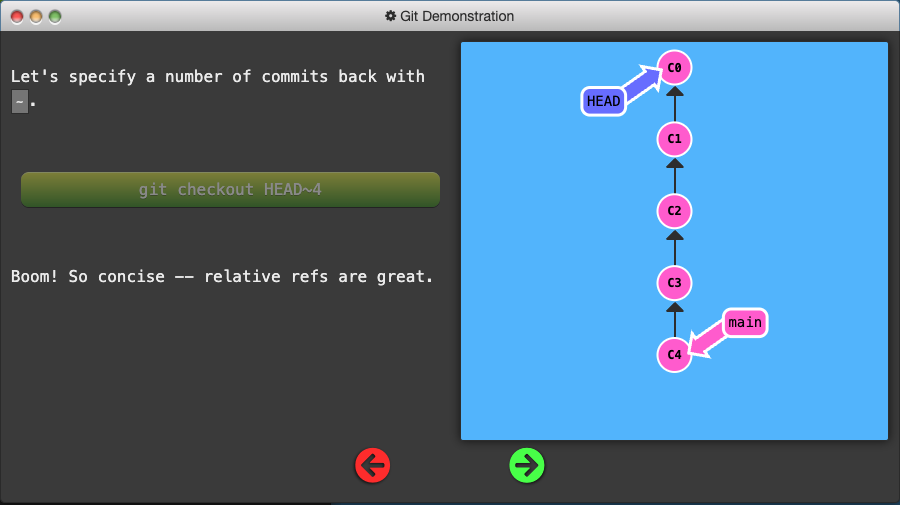 Git Demonstration
Let's specify a number of commits back with
~.
git checkout HEAD~4
Boom! So concise -- relative refs are great.
C0
HEAD
C1
C2
C3
main
C4